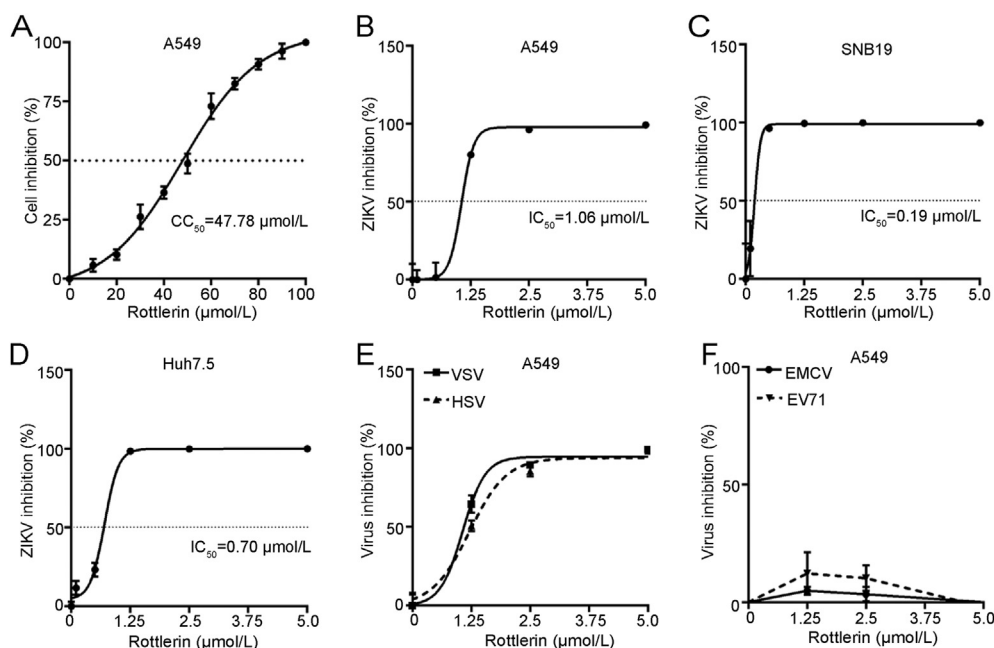 A
A549
Cell inhibition (%)
100
75
50
25
0
CC50=47.78 µmol/L
0 20 40 60 80 100
Rottlerin (µmol/L)
B
A549
ZIKV inhibition (%)
150
100
50
0
IC50=1.06 µmol/L
0 1.25 2.5 3.75 5.0
Rottlerin (µmol/L)
C
SNB19
ZIKV inhibition (%)
150
100
50
0
IC50=0.19 µmol/L
0 1.25 2.5 3.75 5.0
Rottlerin (µmol/L)
D
Huh7.5
ZIKV inhibition (%)
150
100
50
0
IC50=0.70 µmol/L
0 1.25 2.5 3.75 5.0
Rottlerin (µmol/L)
E
A549
VSV
HSV
Virus inhibition (%)
150
100
50
0
0 1.25 2.5 3.75 5.0
Rottlerin (µmol/L)
F
A549
EMCV
EV71
Virus inhibition (%)
100
50
0
0 1.25 2.5 3.75 5.0
Rottlerin (µmol/L)